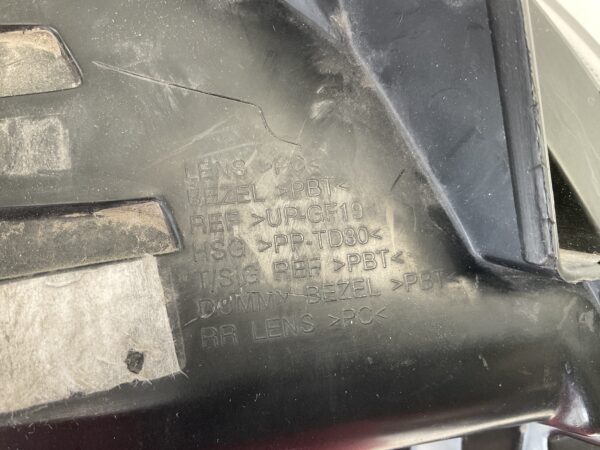 LENS >PC<
BEZEL >PBT<
REF >UP-GF19
HSG >PP-TD30<
T/SIG REF >PBT<
DUMMY BEZEL >PBT<
RR LENS >PC<